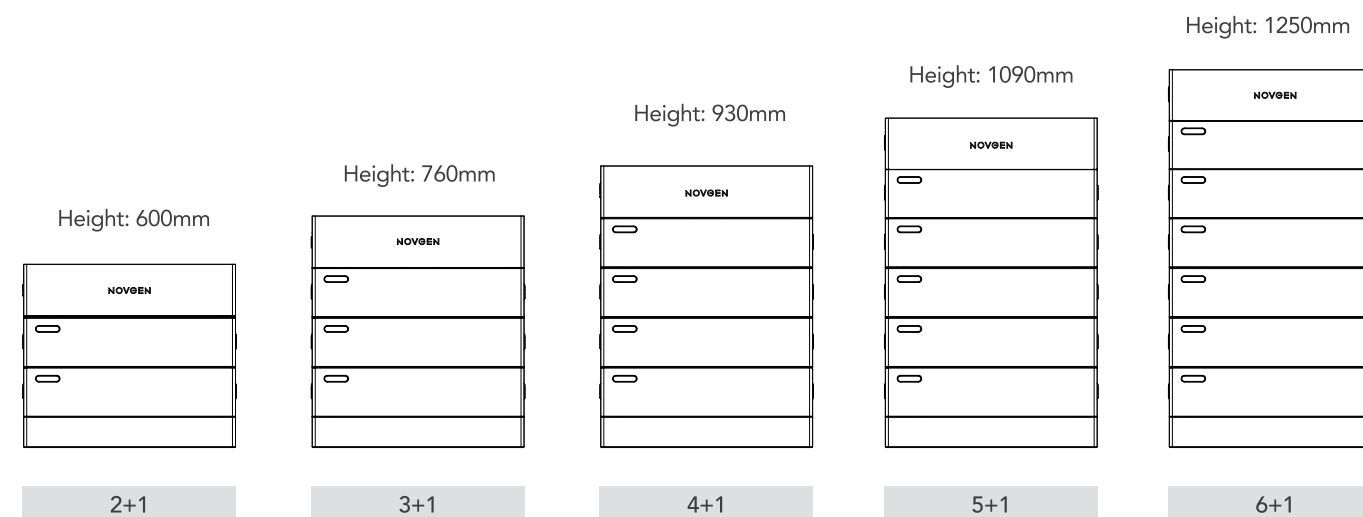 Height: 600mm
NOVGEN
2+1
Height: 760mm
NOVGEN
3+1
Height: 930mm
NOVGEN
4+1
Height: 1090mm
NOVGEN
5+1
Height: 1250mm
NOVGEN
6+1